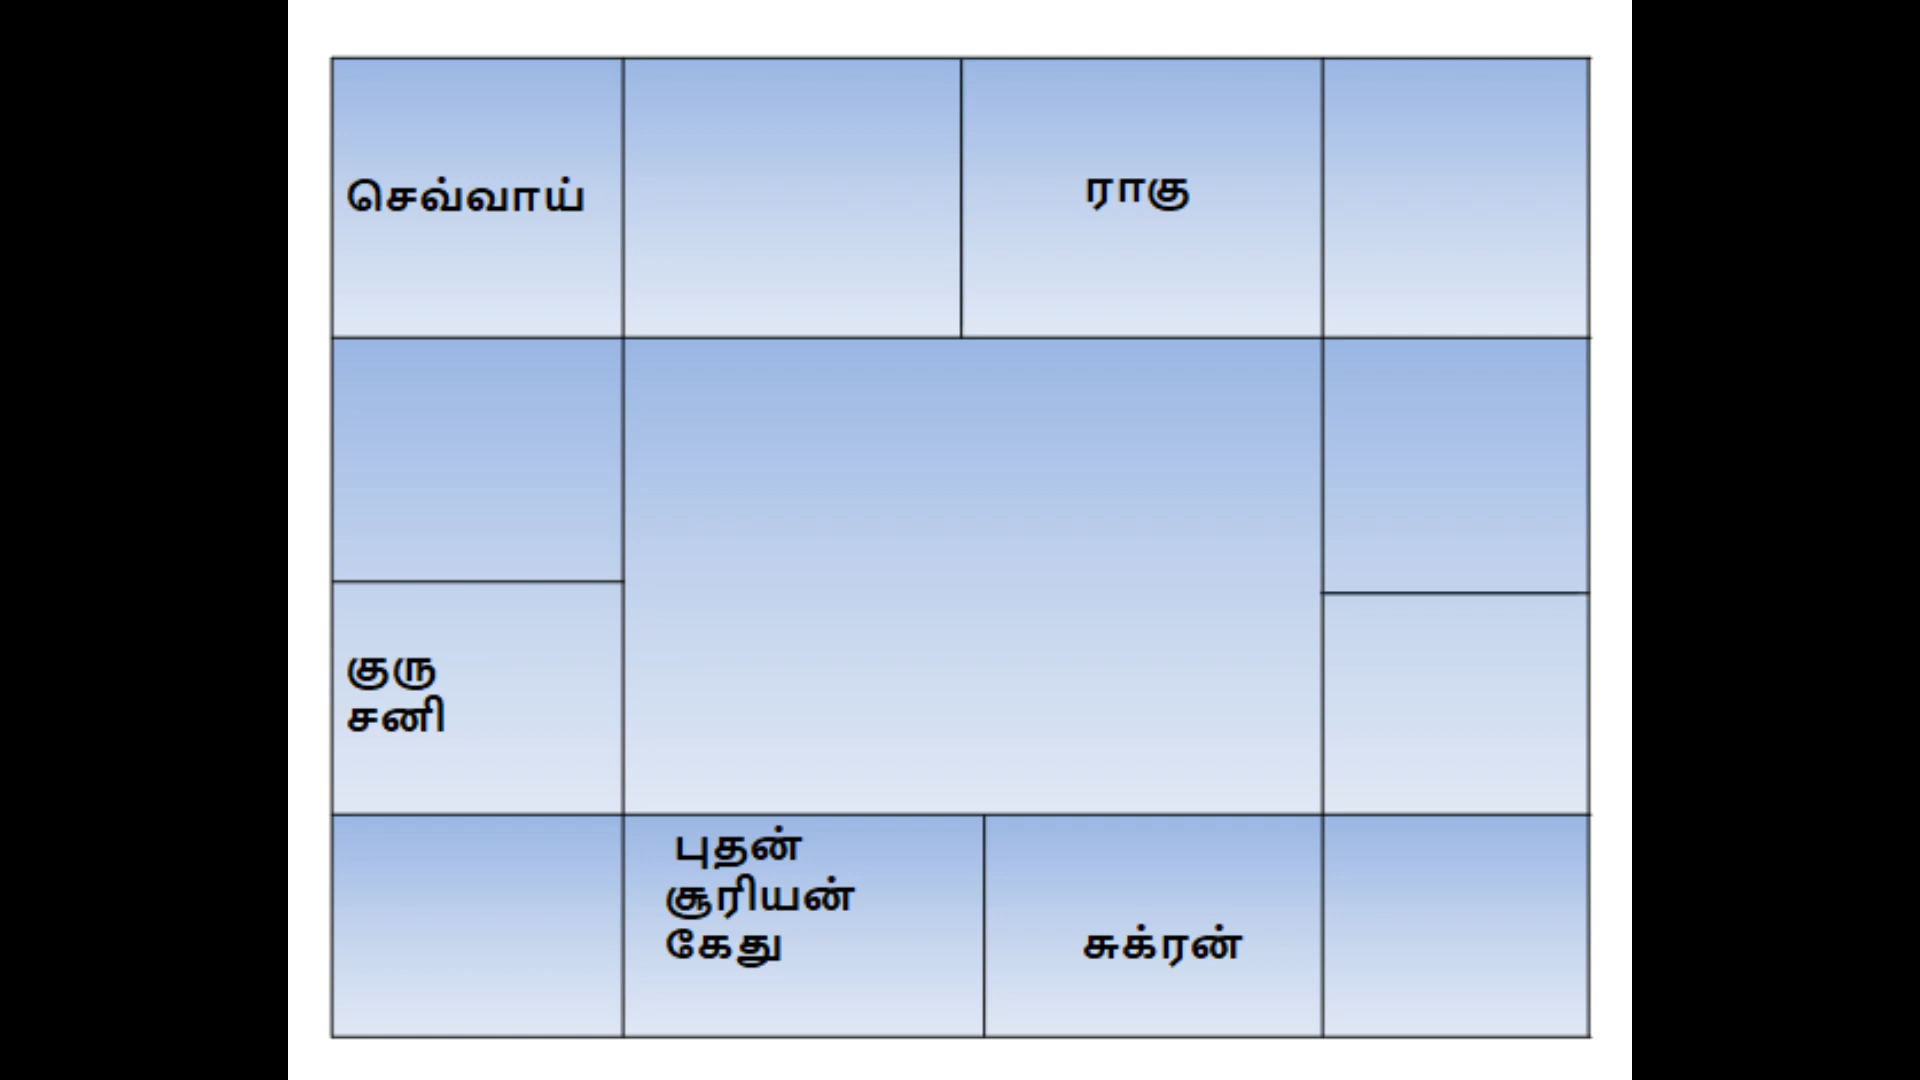 செவ்வாய்
ராகு
குரு
சனி
புதன்
சூரியன்
கேது
சுக்ரன்